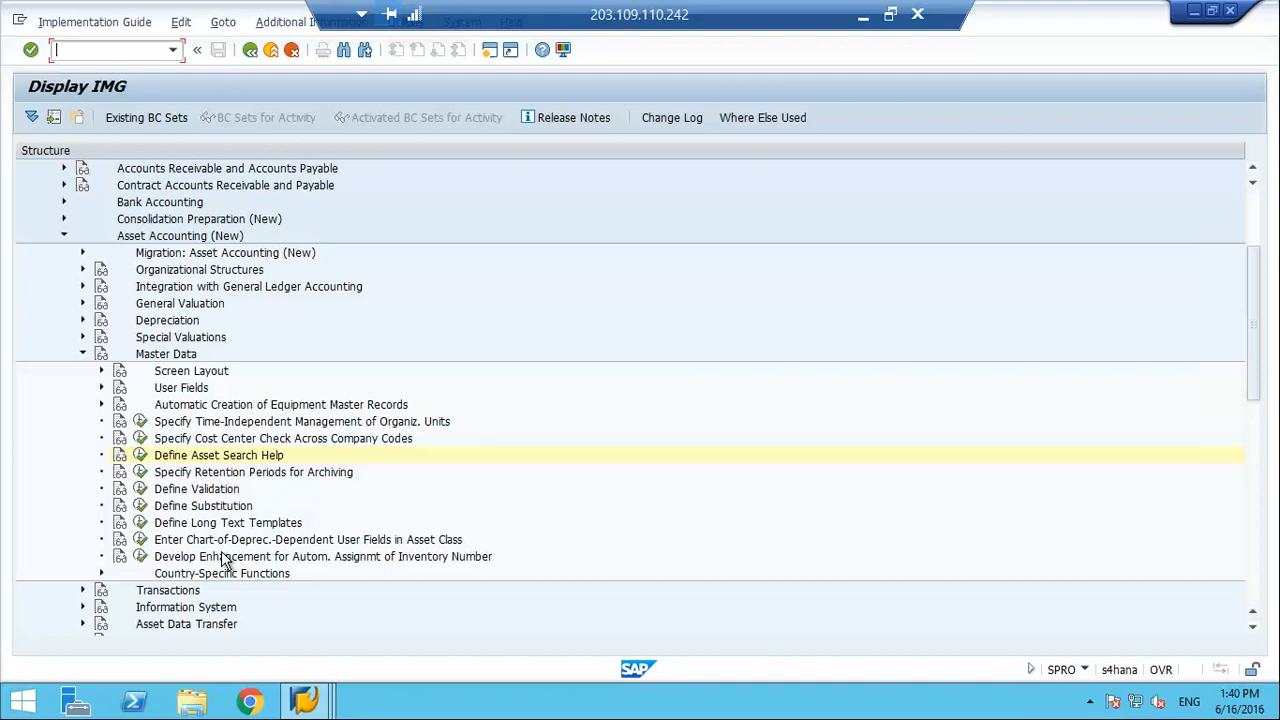 203.109.110.242
Implementation Guide Edit Goto Additional Information Utilities System Help
Display IMG
Existing BC Sets BC Sets for Activity Activated BC Sets for Activity Release Notes Change Log Where Else Used
Structure
Accounts Receivable and Accounts Payable
Contract Accounts Receivable and Payable
Bank Accounting
Consolidation Preparation (New)
Asset Accounting (New)
Migration: Asset Accounting (New)
Organizational Structures
Integration with General Ledger Accounting
General Valuation
Depreciation
Special Valuations
Master Data
Screen Layout
User Fields
Automatic Creation of Equipment Master Records
Specify Time-Independent Management of Organiz. Units
Specify Cost Center Check Across Company Codes
Define Asset Search Help
Specify Retention Periods for Archiving
Define Validation
Define Substitution
Define Long Text Templates
Enter Chart-of-Deprec.-Dependent User Fields in Asset Class
Develop Enhancement for Autom. Assignmt of Inventory Number
Country-Specific Functions
Transactions
Information System
Asset Data Transfer
SAP SPRO s4hana OVR
ENG
1:40 PM
6/16/2016